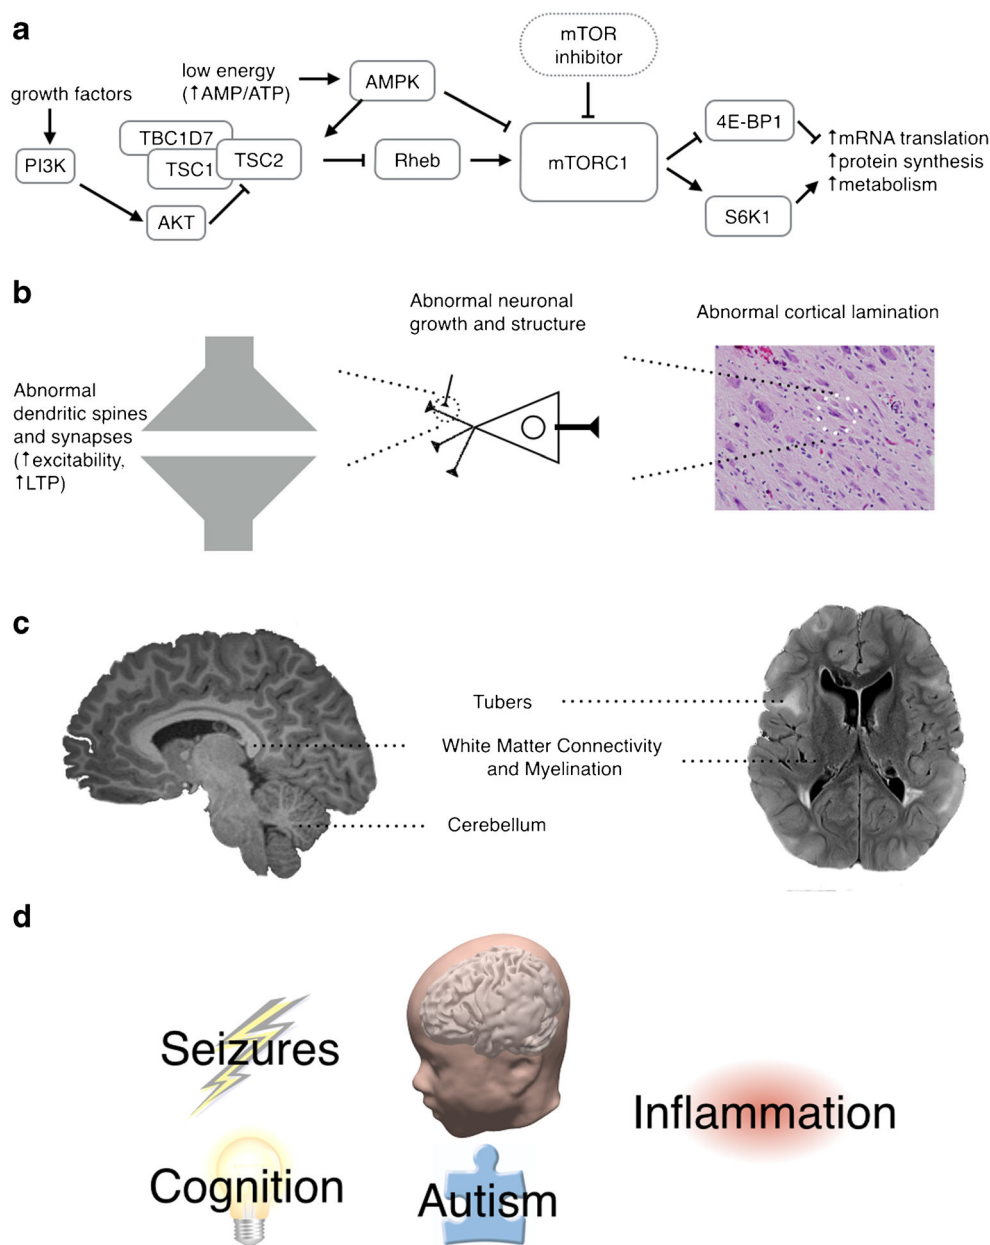 a
growth factors
PI3K
AKT
low energy
(↑AMP/ATP)
AMPK
TBC1D7
TSC1
TSC2
Rheb
mTOR
inhibitor
mTORC1
4E-BP1
S6K1
↑mRNA translation
↑protein synthesis
↑metabolism
b
Abnormal
dendritic spines
and synapses
(↑excitability,
↑LTP)
Abnormal neuronal
growth and structure
Abnormal cortical lamination
c
Tubers
White Matter Connectivity
and Myelination
Cerebellum
d
Seizures
Inflammation
Cognition
Autism